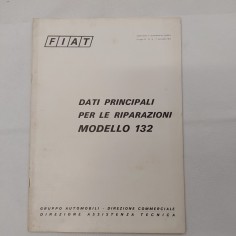 FIAT
DATI PRINCIPALI
PER LE RIPARAZIONI
MODELLO 132
GRUPPO AUTOMOBILI - DIREZIONE COMMERCIALE
DIREZIONE ASSISTENZA TECNICA